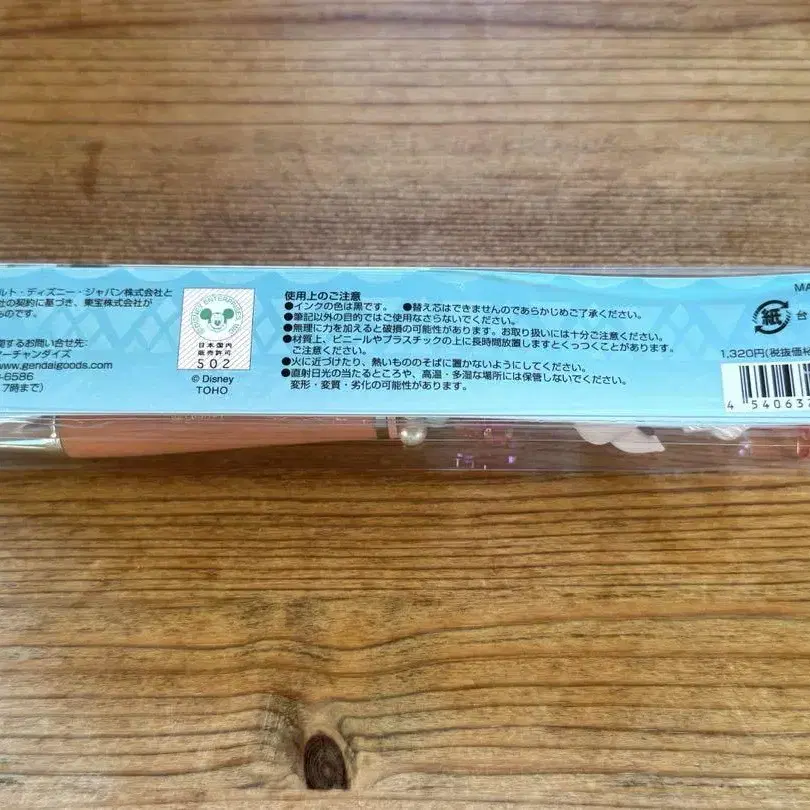 ルト・ディズニー・ジャパン株式会社と
社の契約に基づき、東宝株式会社が
ものです。
関するお問い合せ先:
マーチャンダイズ
www.gendaigoods.com
-6586
7時まで)
日本国内
販売許可
502
© Disney
TOHO
使用上のご注意
●インクの色は黒です。 ●替え芯はできませんのであらかじめご了承ください。
●筆記以外の目的ではご使用なさらないでください。
●無理に力を加えると破損の可能性があります。お取り扱いには十分ご注意ください。
●材質上、ビニールやプラスチックの上に長時間放置しますとくっつくことがあります。
ご注意ください。
●火に近づけたり、熱いもののそばに置かないようにしてください。
●直射日光の当たるところや、高温・多湿な場所には保管しないでください。
変形・変質・劣化の可能性があります。
MA
紙
台
1,320円(税抜価格
4 54063